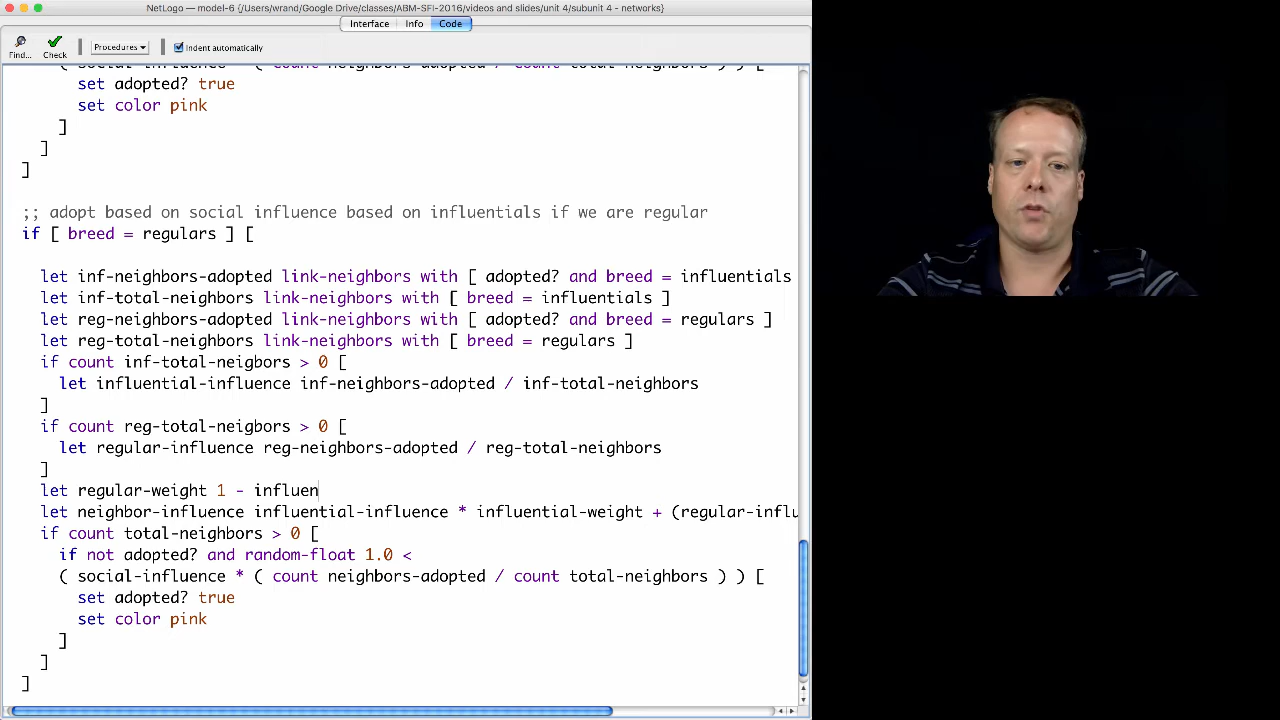 NetLogo — model-6 {/Users/wrand/Google Drive/classes/ABM-SFI-2016/videos and slides/unit 4/subunit 4 - networks}
Interface Info Code
Find... Check Procedures Indent automatically
( social-influence * ( count neighbors-adopted / count total-neighbors ) ) [
set adopted? true
set color pink
]
]
]
;; adopt based on social influence based on influentials if we are regular
if [ breed = regulars ] [
let inf-neighbors-adopted link-neighbors with [ adopted? and breed = influentials
let inf-total-neighbors link-neighbors with [ breed = influentials ]
let reg-neighbors-adopted link-neighbors with [ adopted? and breed = regulars ]
let reg-total-neighbors link-neighbors with [ breed = regulars ]
if count inf-total-neigbors > 0 [
let influential-influence inf-neighbors-adopted / inf-total-neighbors
]
if count reg-total-neigbors > 0 [
let regular-influence reg-neighbors-adopted / reg-total-neighbors
]
let regular-weight 1 - influen
let neighbor-influence influential-influence * influential-weight + (regular-influ
if count total-neighbors > 0 [
if not adopted? and random-float 1.0 <
( social-influence * ( count neighbors-adopted / count total-neighbors ) ) [
set adopted? true
set color pink
]
]
]